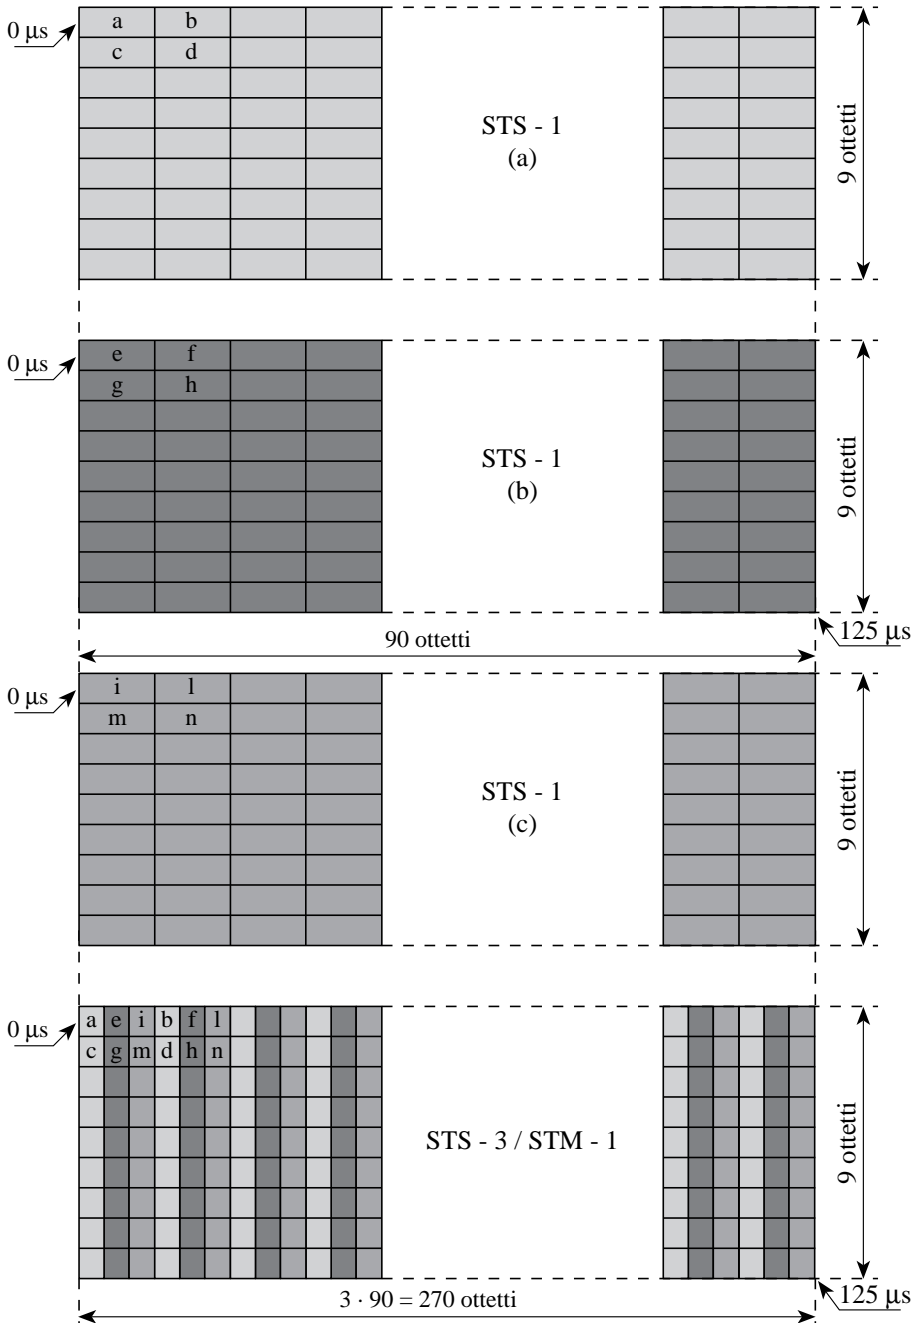 0 µs
a b
c d
STS - 1
(a)
9 ottetti
0 µs
e f
g h
STS - 1
(b)
9 ottetti
125 µs
90 ottetti
0 µs
i l
m n
STS - 1
(c)
9 ottetti
0 µs
a e i b f l
c g m d h n
STS - 3 / STM - 1
9 ottetti
125 µs
3 · 90 = 270 ottetti